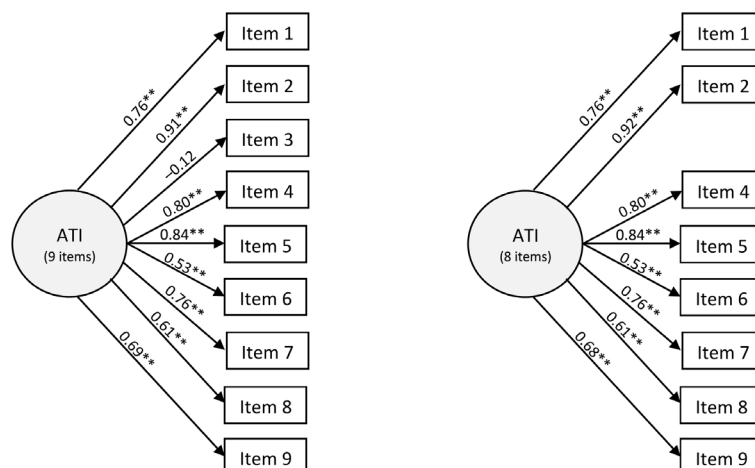 Item 1
0.76**
Item 2
0.91**
Item 3
−0.12
Item 4
0.80**
ATI
(9 items)
0.84**
Item 5
0.53**
Item 6
0.76**
Item 7
0.61**
Item 8
0.69**
Item 9
Item 1
0.76**
Item 2
0.92**
Item 4
0.80**
ATI
(8 items)
0.84**
Item 5
0.53**
Item 6
0.76**
Item 7
0.61**
Item 8
0.68**
Item 9